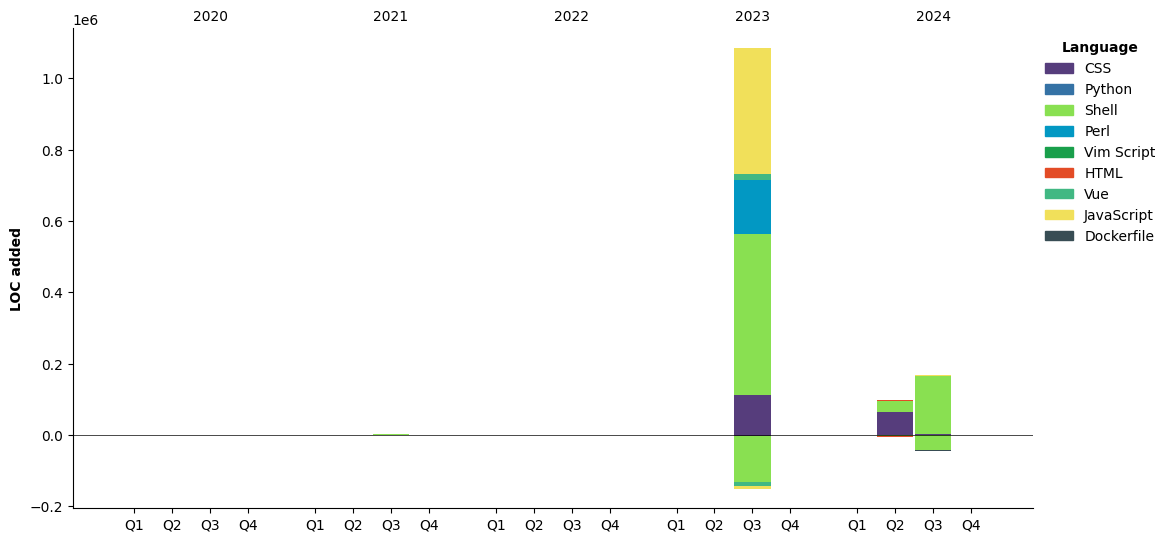 1e6
2020 2021 2022 2023 2024
Language
CSS
Python
Shell
Perl
Vim Script
HTML
Vue
JavaScript
Dockerfile
LOC added
1.0
0.8
0.6
0.4
0.2
0.0
−0.2
Q1 Q2 Q3 Q4 Q1 Q2 Q3 Q4 Q1 Q2 Q3 Q4 Q1 Q2 Q3 Q4 Q1 Q2 Q3 Q4